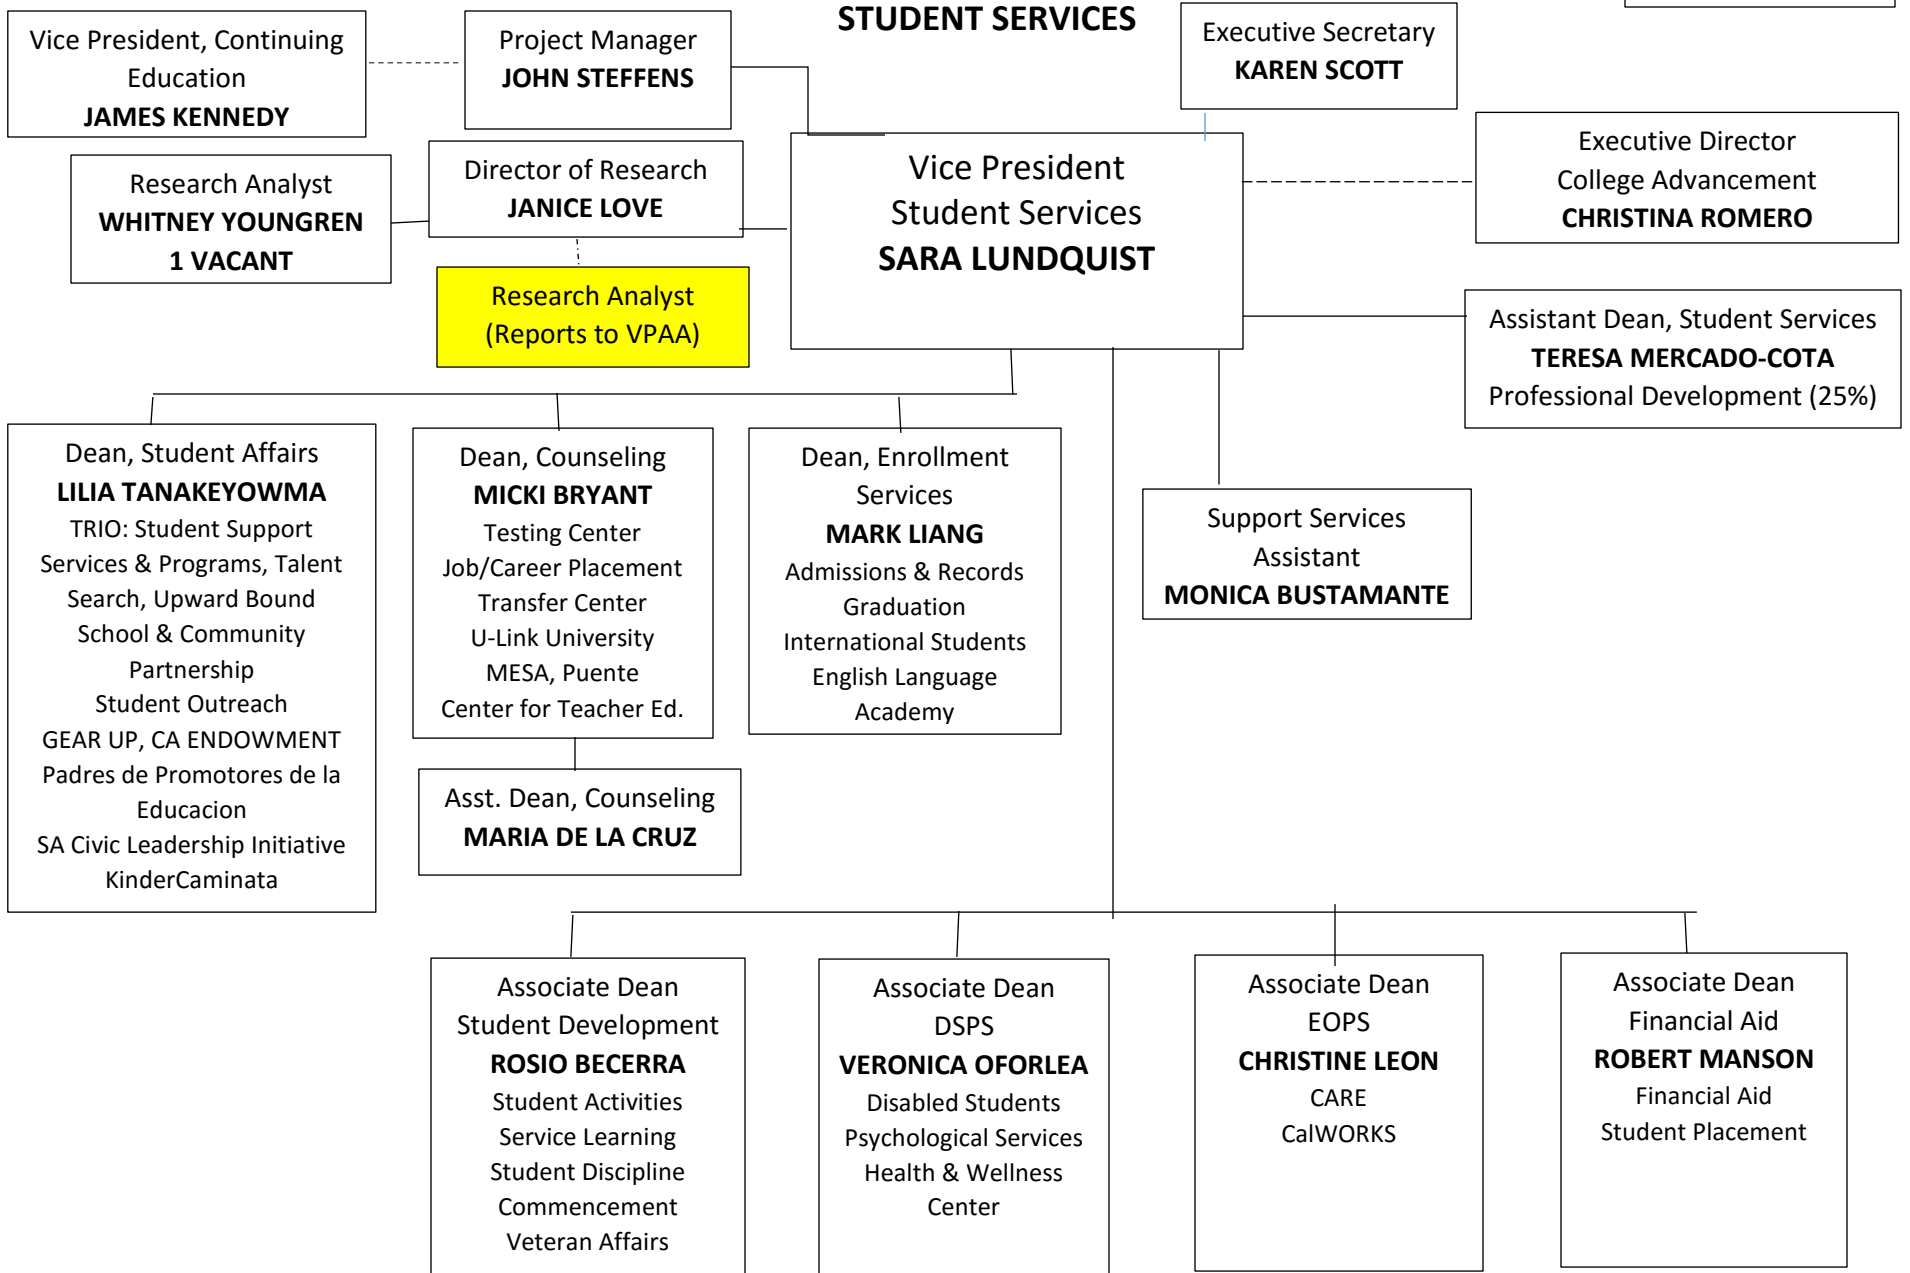 STUDENT SERVICES
Vice President, Continuing
Education
JAMES KENNEDY
Project Manager
JOHN STEFFENS
Executive Secretary
KAREN SCOTT
Research Analyst
WHITNEY YOUNGREN
1 VACANT
Director of Research
JANICE LOVE
Research Analyst
(Reports to VPAA)
Vice President
Student Services
SARA LUNDQUIST
Executive Director
College Advancement
CHRISTINA ROMERO
Assistant Dean, Student Services
TERESA MERCADO-COTA
Professional Development (25%)
Dean, Student Affairs
LILIA TANAKEYOWMA
TRIO: Student Support
Services & Programs, Talent
Search, Upward Bound
School & Community
Partnership
Student Outreach
GEAR UP, CA ENDOWMENT
Padres de Promotores de la
Educacion
SA Civic Leadership Initiative
KinderCaminata
Dean, Counseling
MICKI BRYANT
Testing Center
Job/Career Placement
Transfer Center
U-Link University
MESA, Puente
Center for Teacher Ed.
Asst. Dean, Counseling
MARIA DE LA CRUZ
Dean, Enrollment
Services
MARK LIANG
Admissions & Records
Graduation
International Students
English Language
Academy
Support Services
Assistant
MONICA BUSTAMANTE
Associate Dean
Student Development
ROSIO BECERRA
Student Activities
Service Learning
Student Discipline
Commencement
Veteran Affairs
Associate Dean
DSPS
VERONICA OFORLEA
Disabled Students
Psychological Services
Health & Wellness
Center
Associate Dean
EOPS
CHRISTINE LEON
CARE
CalWORKS
Associate Dean
Financial Aid
ROBERT MANSON
Financial Aid
Student Placement